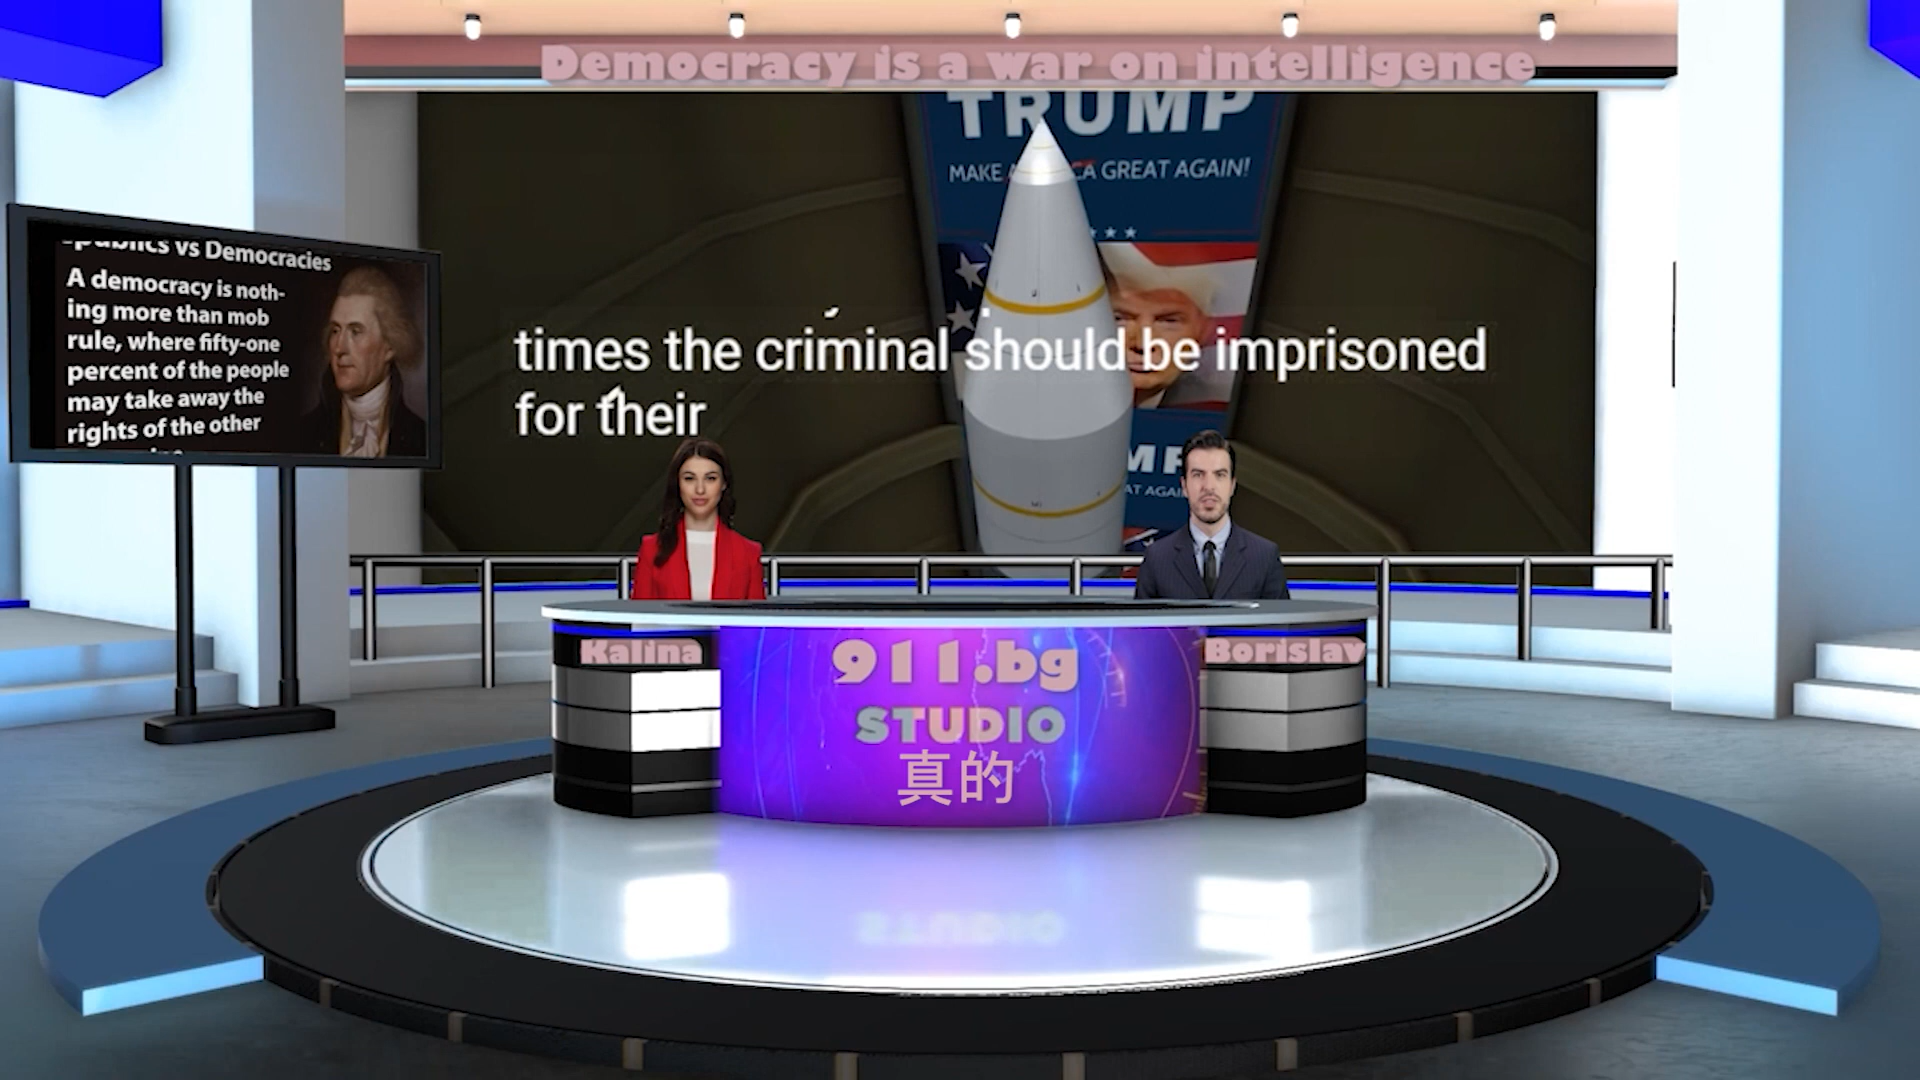 Democracy is a war on intelligence
TRUMP
MAKE GREAT AGAIN!
vs Democracies
A democracy is noth-
ing more than mob
rule, where fifty-one
percent of the people
may take away the
rights of the other
times the criminal should be imprisoned
for their
Kalina
911.bg
STUDIO
真的
Borislav